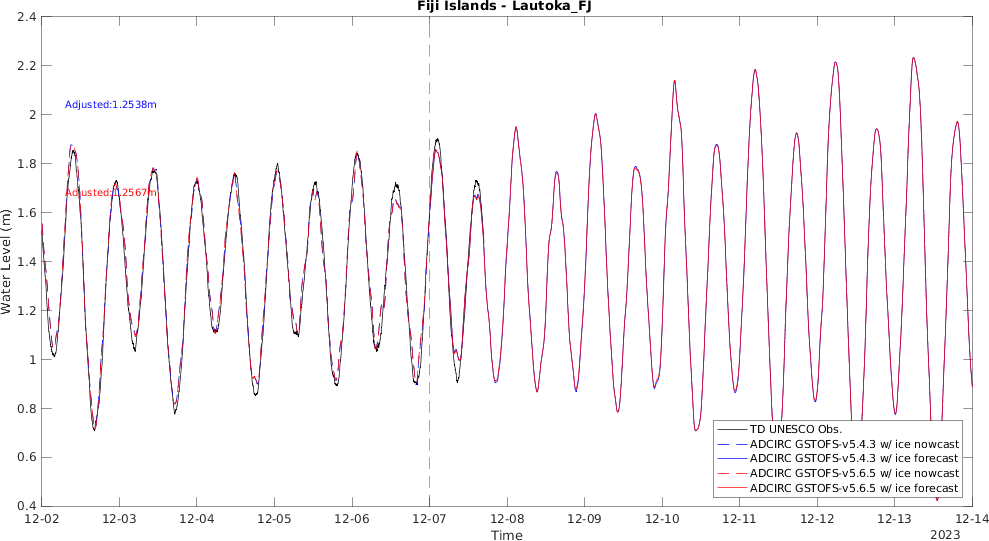 Fiji Islands - Lautoka_FJ
2.4
2.2
2
1.8
1.6
1.4
1.2
1
0.8
0.6
0.4
Water Level (m)
Adjusted:1.2538m
Adjusted:1.2567m
TD UNESCO Obs.
ADCIRC GSTOFS-v5.4.3 w/ ice nowcast
ADCIRC GSTOFS-v5.4.3 w/ ice forecast
ADCIRC GSTOFS-v5.6.5 w/ ice nowcast
ADCIRC GSTOFS-v5.6.5 w/ ice forecast
12-02 12-03 12-04 12-05 12-06 12-07 12-08 12-09 12-10 12-11 12-12 12-13 12-14
Time
2023